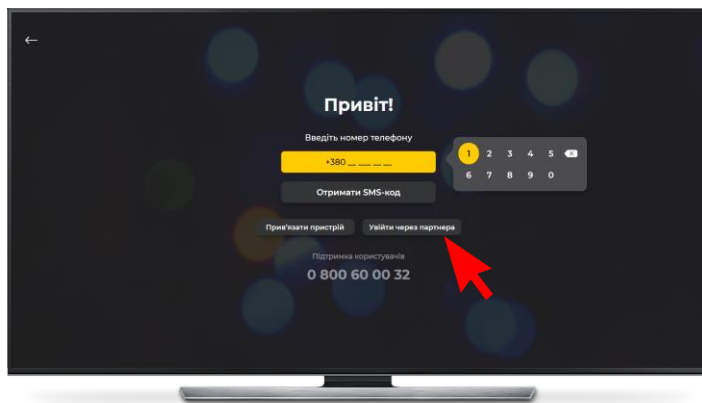 Привіт!
Введіть номер телефону
+380 __ ___ __ __
1 2 3 4 5
6 7 8 9 0
Отримати SMS-код
Прив'язати пристрій Увійти через партнера
Підтримка користувачів
0 800 60 00 32